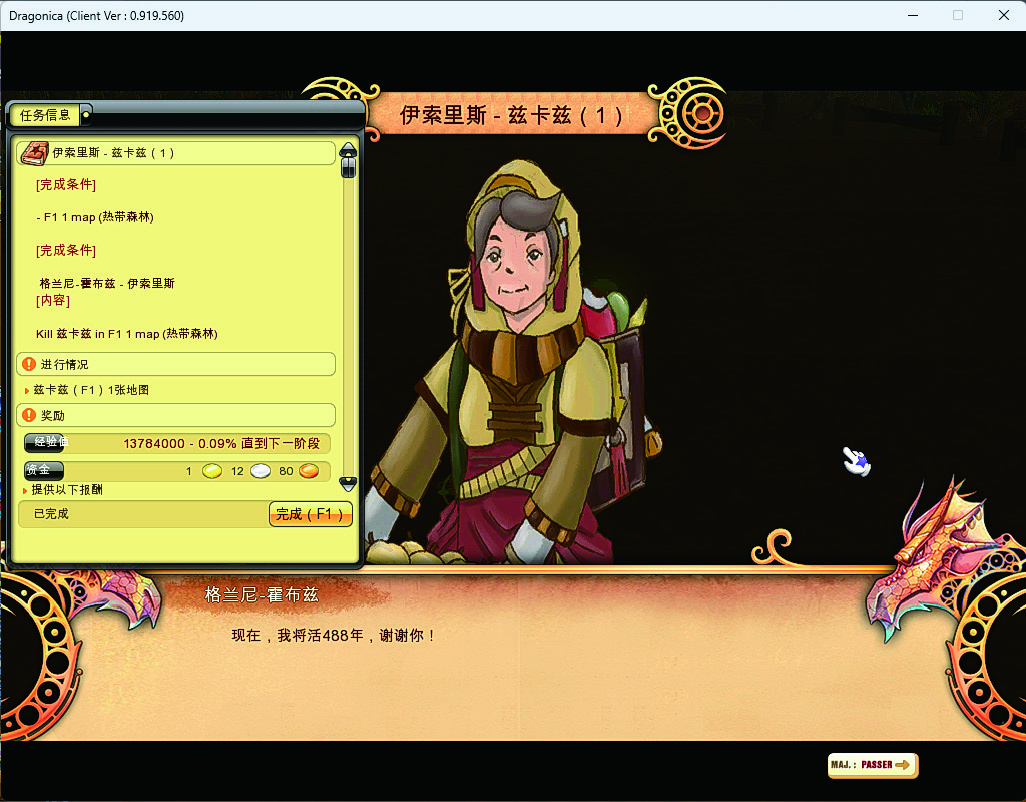 Dragonica (Client Ver : 0.919.560)
伊索里斯 - 兹卡兹 ( 1 )
任务信息
伊索里斯 - 兹卡兹 ( 1 )
[完成条件]
- F1 1 map (热带森林)
[完成条件]
格兰尼-霍布兹 - 伊索里斯
[内容]
Kill 兹卡兹 in F1 1 map (热带森林)
进行情况
兹卡兹 ( F1 ) 1张地图
奖励
经验值 13784000 - 0.09% 直到下一阶段
资金 1 12 80
提供以下报酬
已完成 完成 ( F1 )
格兰尼-霍布兹
现在，我将活488年，谢谢你！
MAJ. : PASSER